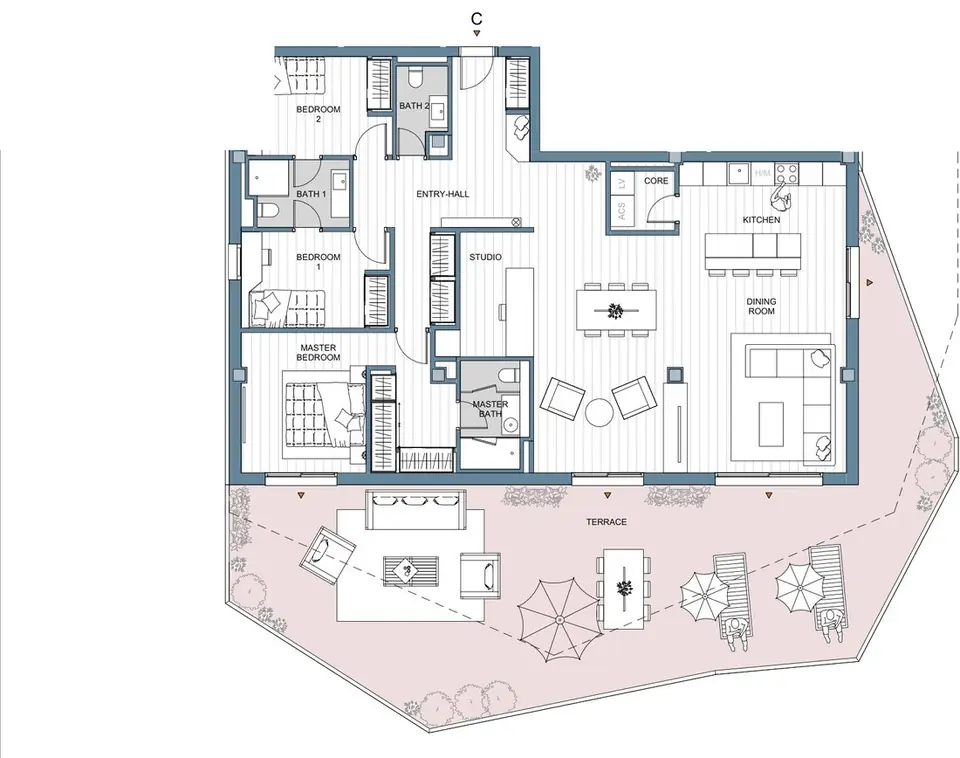 C
BEDROOM
2
BATH 2
BATH 1
ENTRY-HALL
LV
CORE
ACS
H/M
KITCHEN
BEDROOM
1
STUDIO
DINING
ROOM
MASTER
BEDROOM
MASTER
BATH
TERRACE